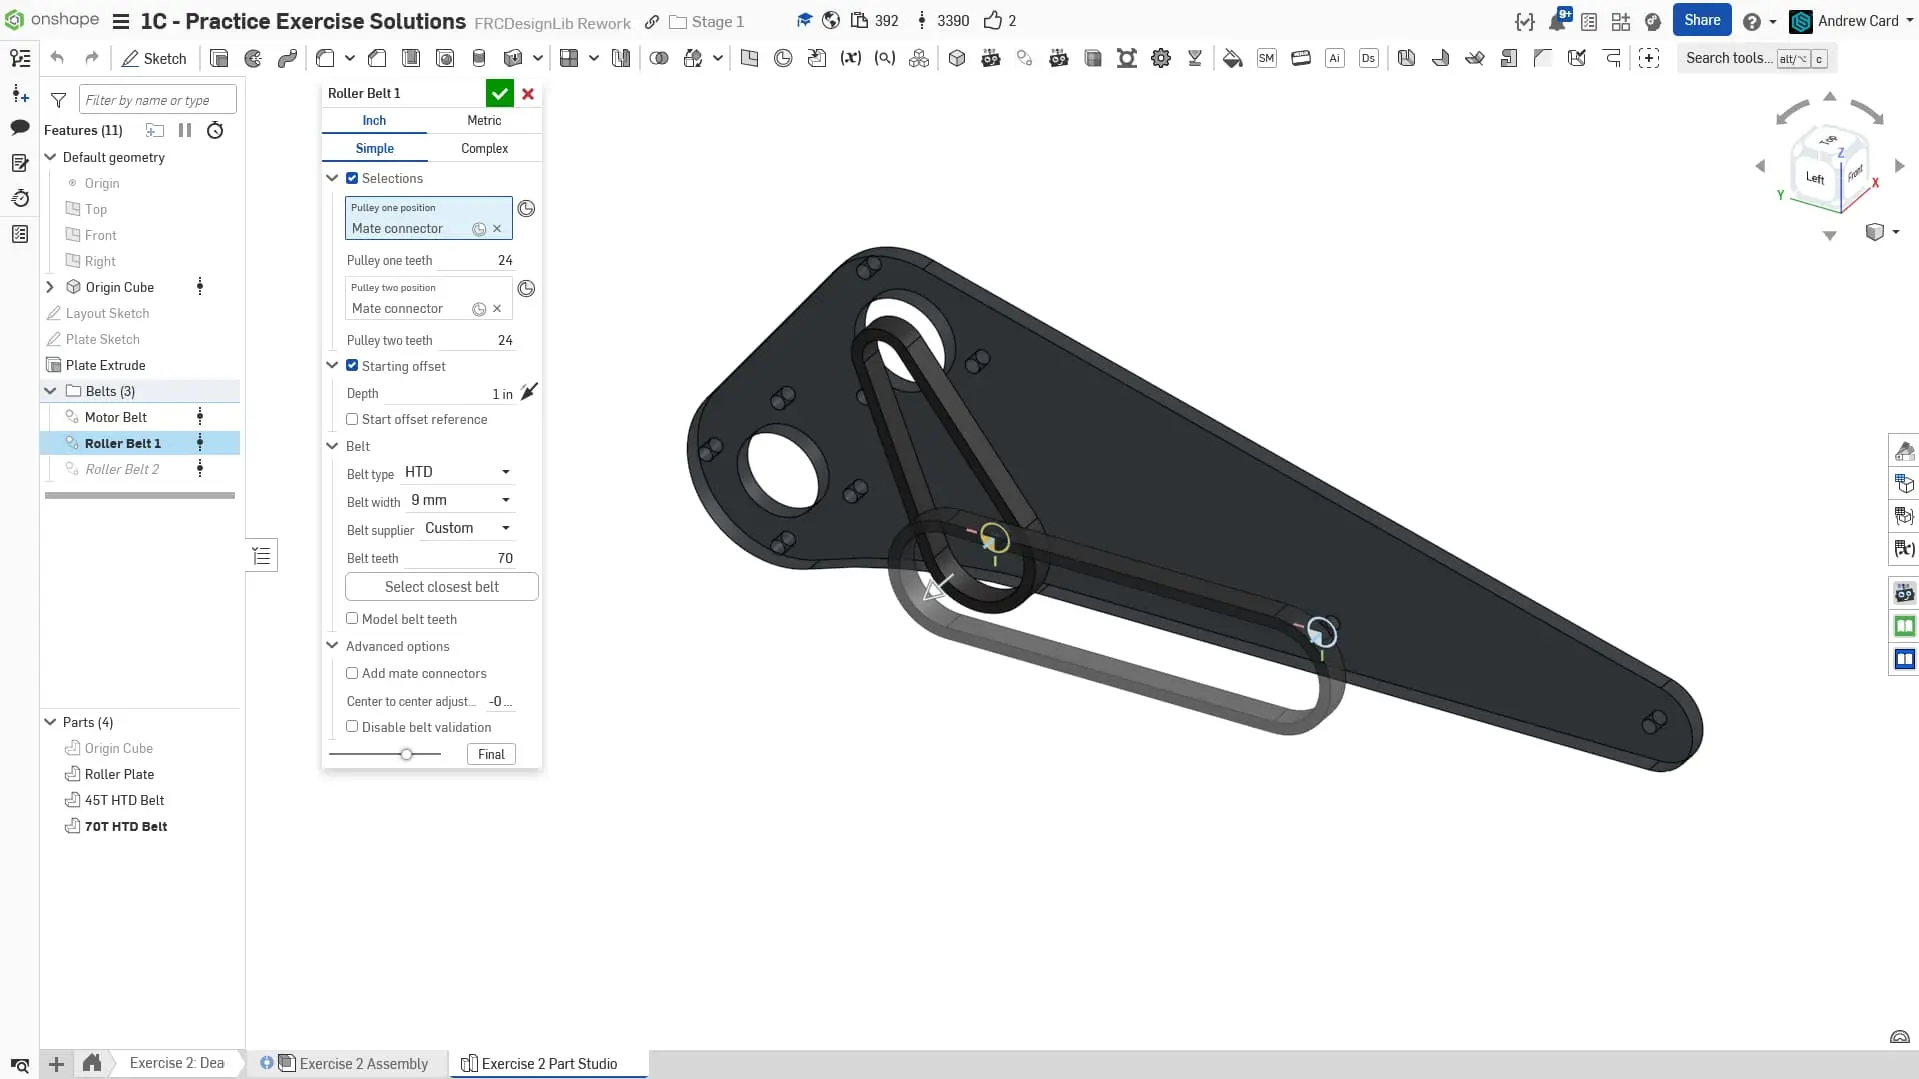 onshape 1C - Practice Exercise Solutions FRCDesignLib Rework Stage 1 392 3390 2 9+ Share Andrew Card
Sketch SM Ai Ds Search tools... alt/⌥ c
Filter by name or type
Features (11)
Default geometry
Origin
Top
Front
Right
Origin Cube
Layout Sketch
Plate Sketch
Plate Extrude
Belts (3)
Motor Belt
Roller Belt 1
Roller Belt 2
Parts (4)
Origin Cube
Roller Plate
45T HTD Belt
70T HTD Belt
Roller Belt 1
Inch Metric
Simple Complex
Selections
Pulley one position
Mate connector
Pulley one teeth 24
Pulley two position
Mate connector
Pulley two teeth 24
Starting offset
Depth 1 in
Start offset reference
Belt
Belt type HTD
Belt width 9 mm
Belt supplier Custom
Belt teeth 70
Select closest belt
Model belt teeth
Advanced options
Add mate connectors
Center to center adjust... -0 ...
Disable belt validation
Final
Top
Z
Left Front
Y X
Exercise 2: Dea Exercise 2 Assembly Exercise 2 Part Studio